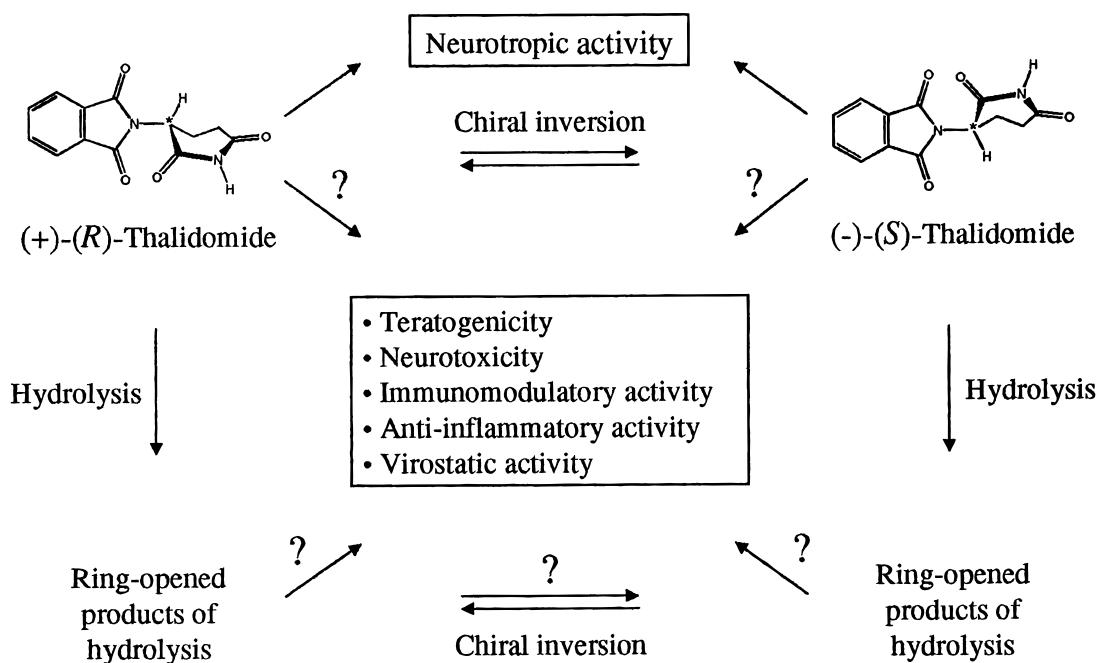 Neurotropic activity
O
H
N
*
O
O
O
N
H
Chiral inversion
O
O
H
N
O
N
*
H
O
?
?
(+)-(R)-Thalidomide
(-)-(S)-Thalidomide
• Teratogenicity
• Neurotoxicity
• Immunomodulatory activity
• Anti-inflammatory activity
• Virostatic activity
Hydrolysis
Hydrolysis
?
?
?
Ring-opened
products of
hydrolysis
Chiral inversion
Ring-opened
products of
hydrolysis